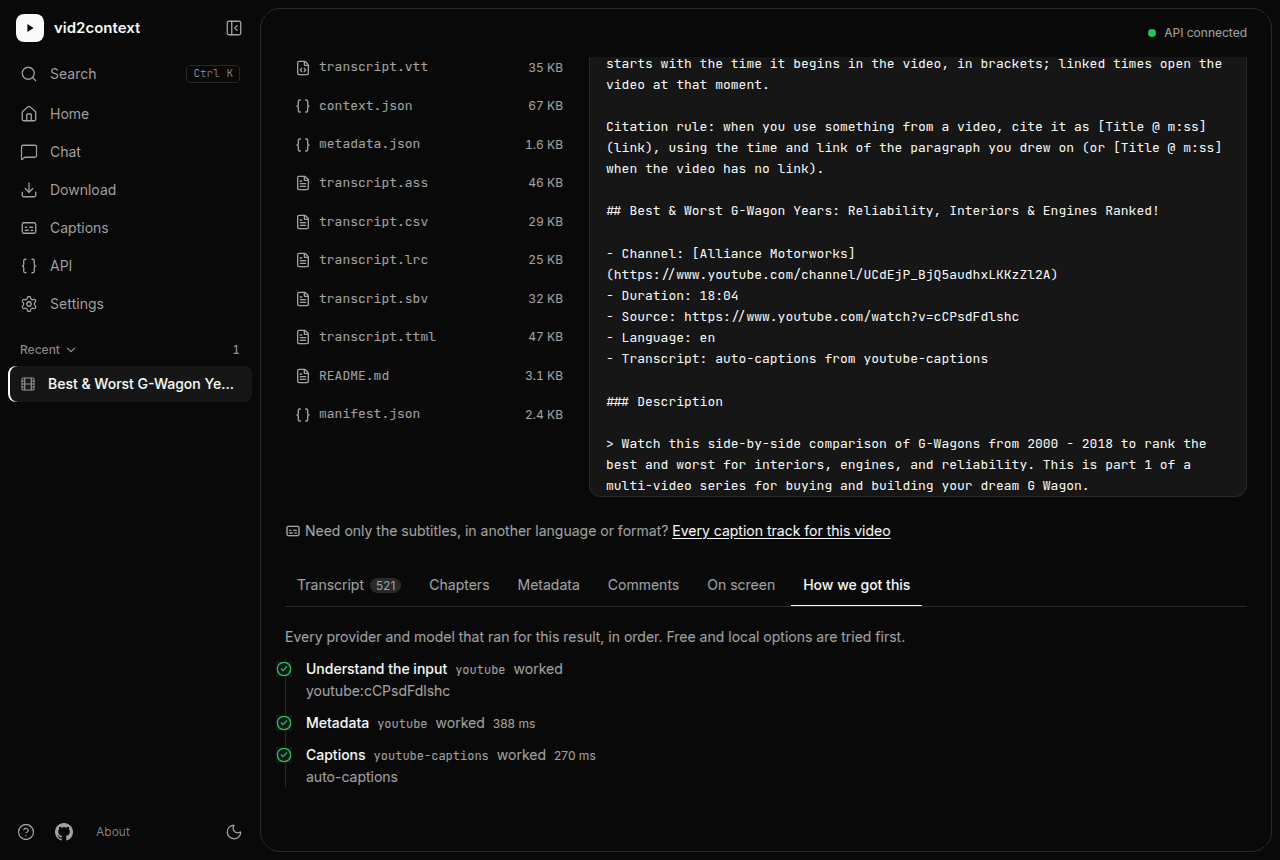 vid2context
Search Ctrl K
Home
Chat
Download
Captions
API
Settings
Recent 1
Best & Worst G-Wagon Ye...
About
API connected
transcript.vtt 35 KB
context.json 67 KB
metadata.json 1.6 KB
transcript.ass 46 KB
transcript.csv 29 KB
transcript.lrc 25 KB
transcript.sbv 32 KB
transcript.ttml 47 KB
README.md 3.1 KB
manifest.json 2.4 KB
starts with the time it begins in the video, in brackets; linked times open the
video at that moment.
Citation rule: when you use something from a video, cite it as [Title @ m:ss]
(link), using the time and link of the paragraph you drew on (or [Title @ m:ss]
when the video has no link).
## Best & Worst G-Wagon Years: Reliability, Interiors & Engines Ranked!
- Channel: [Alliance Motorworks]
(https://www.youtube.com/channel/UCdEjP_BjQ5audhxLKKzZl2A)
- Duration: 18:04
- Source: https://www.youtube.com/watch?v=cCPsdFdlshc
- Language: en
- Transcript: auto-captions from youtube-captions
### Description
> Watch this side-by-side comparison of G-Wagons from 2000 - 2018 to rank the
best and worst for interiors, engines, and reliability. This is part 1 of a
multi-video series for buying and building your dream G Wagon.
Need only the subtitles, in another language or format? Every caption track for this video
Transcript 521 Chapters Metadata Comments On screen How we got this
Every provider and model that ran for this result, in order. Free and local options are tried first.
Understand the input youtube worked
youtube:cCPsdFdlshc
Metadata youtube worked 388 ms
Captions youtube-captions worked 270 ms
auto-captions